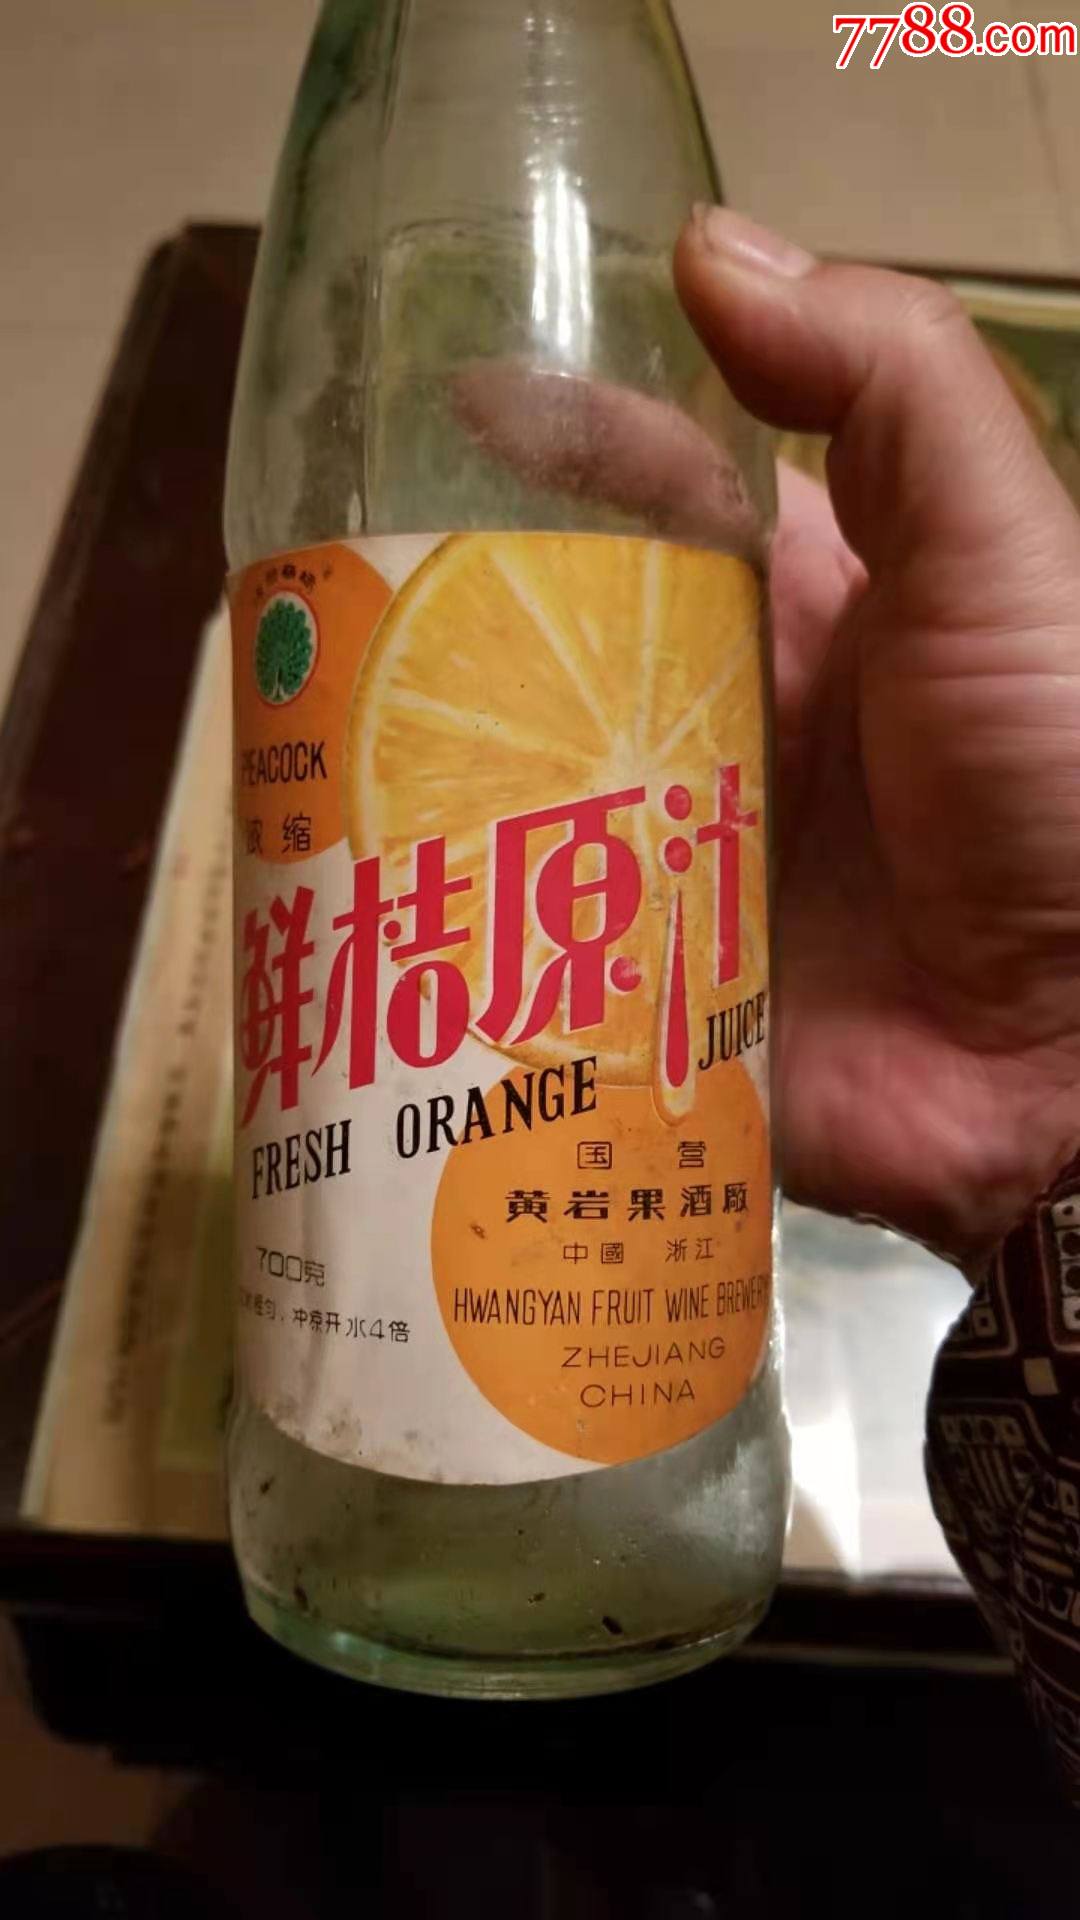 7788.com
PEACOCK
浓缩
鲜桔原汁
FRESH ORANGE JUICE
国营
黄岩果酒廠
中國 浙江
HWANGYAN FRUIT WINE BREWERY
ZHEJIANG
CHINA
700克
摇匀，冲凉开水4倍